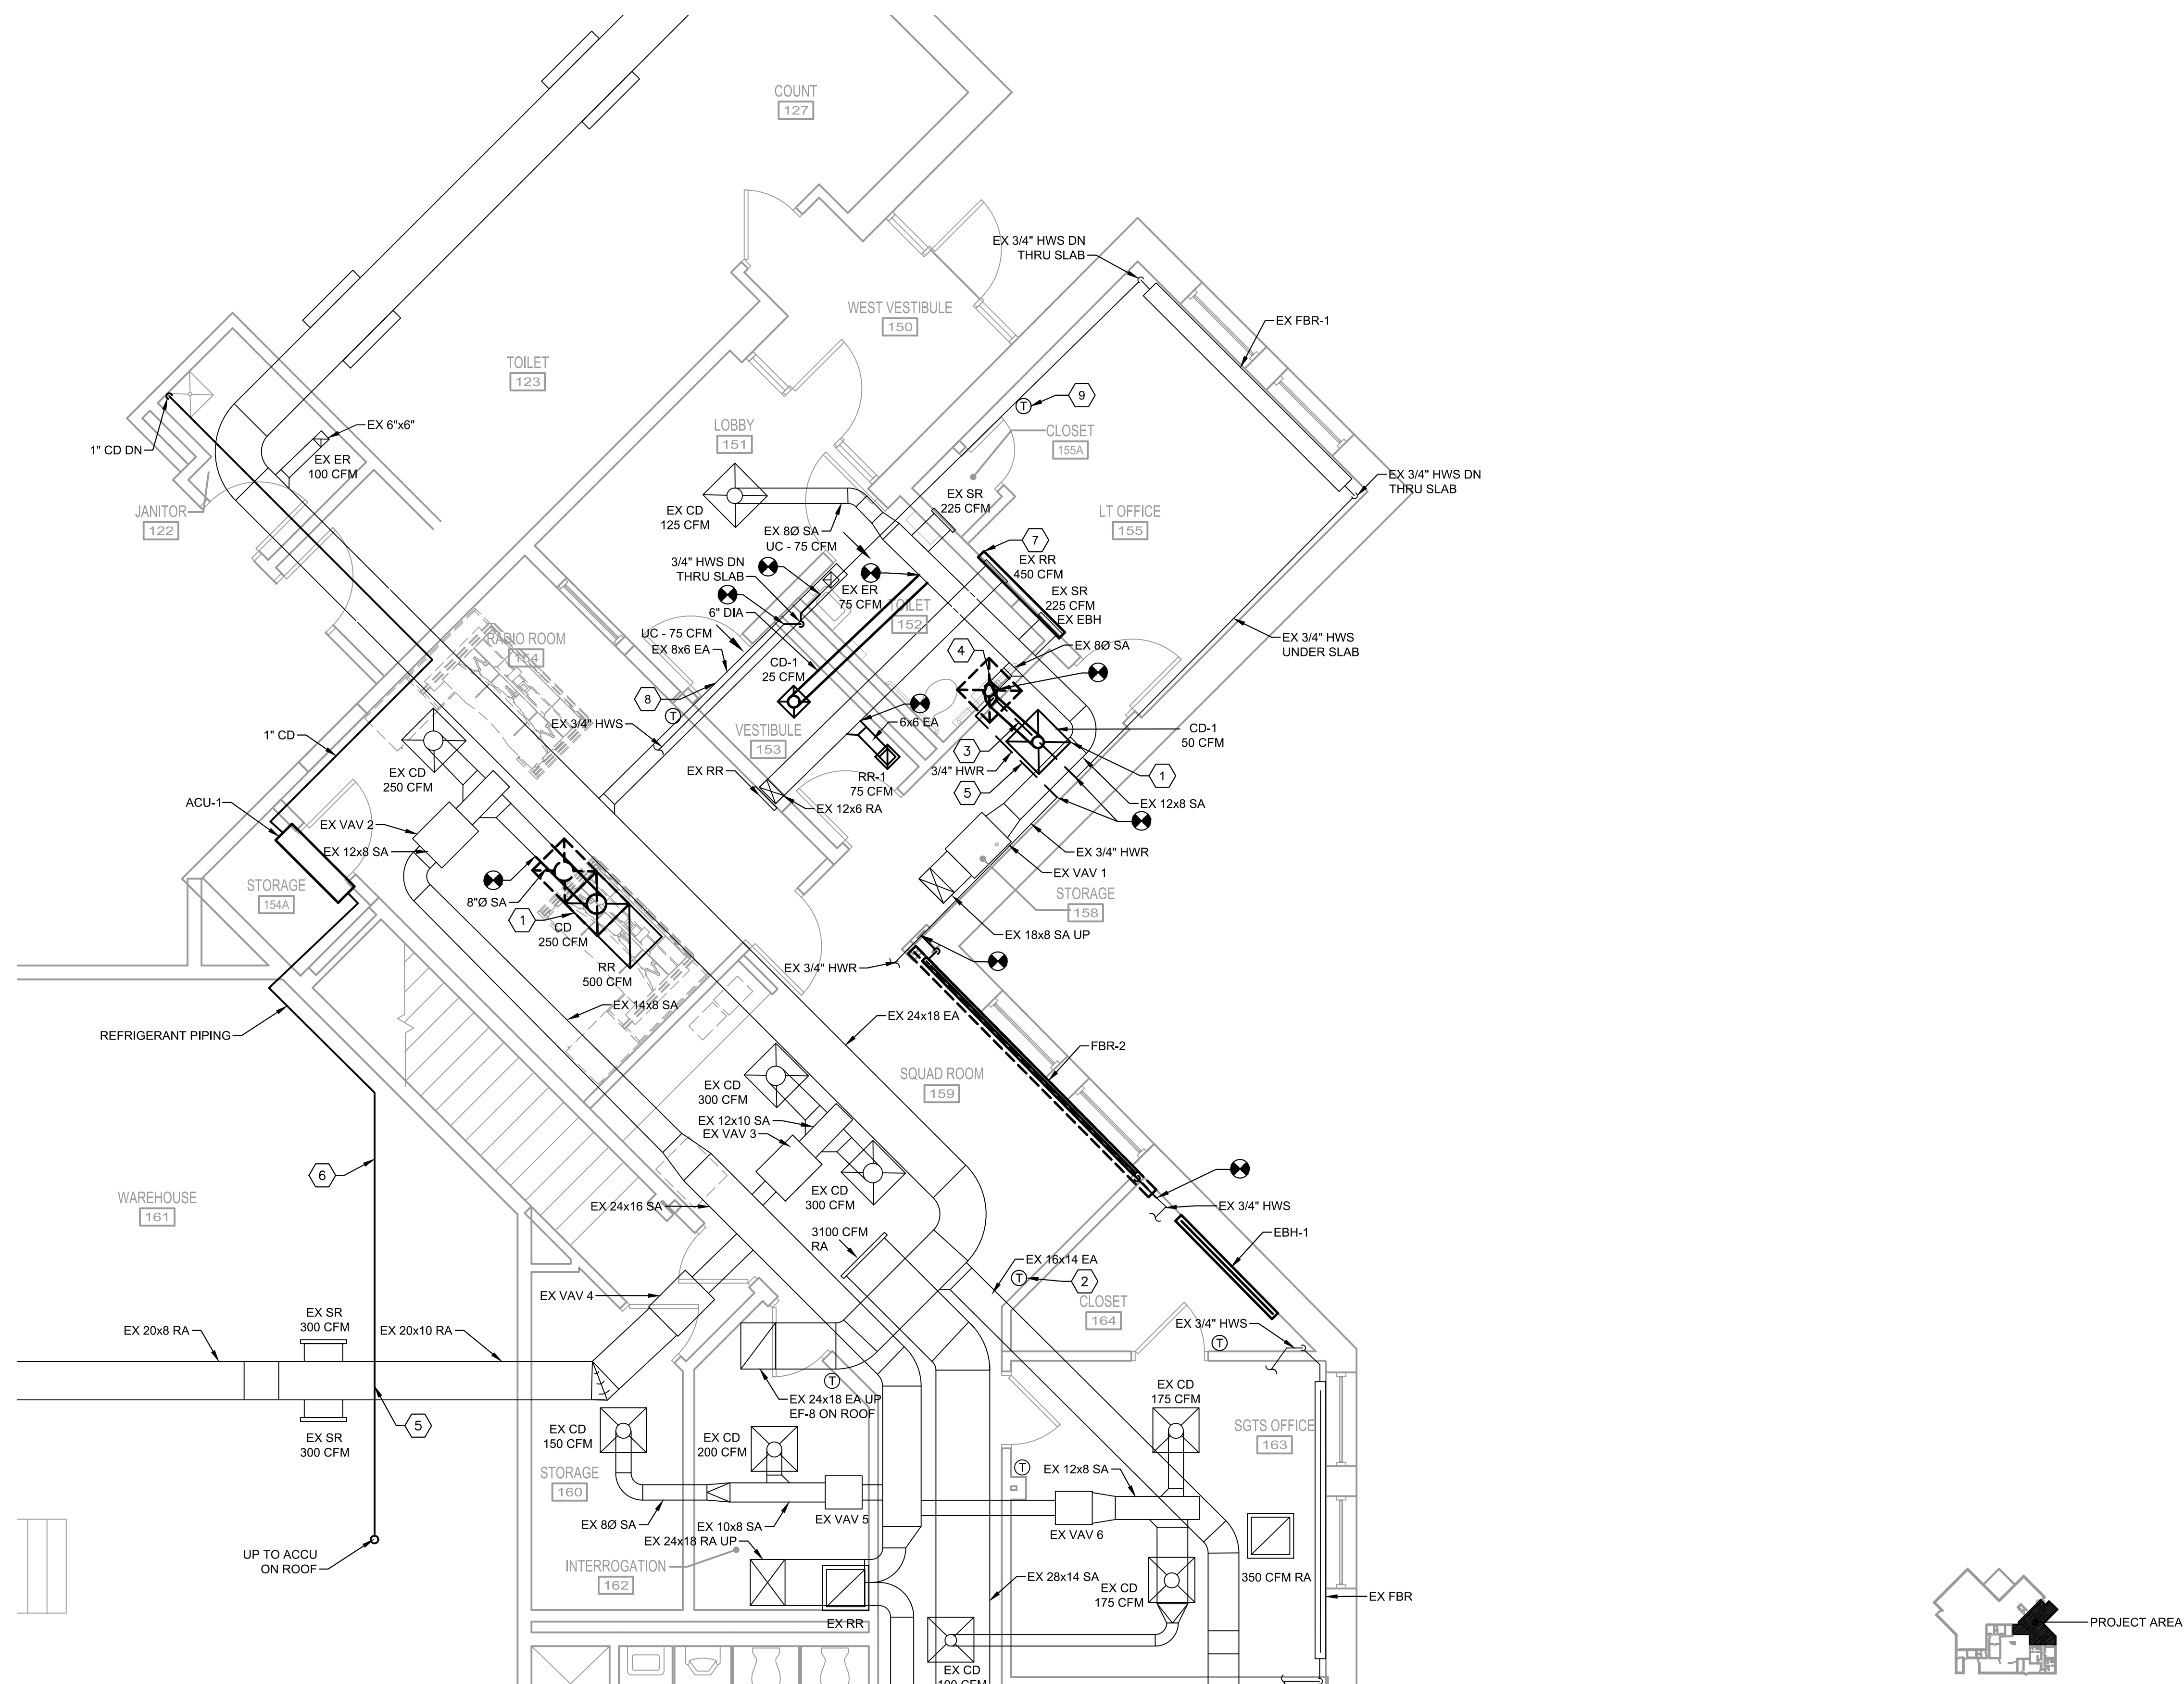 COUNT
127
EX 3/4" HWS DN
THRU SLAB
WEST VESTIBULE
150
EX FBR-1
TOILET
123
9
EX 6"x6"
LOBBY
151
CLOSET
155A
1" CD DN
EX ER
100 CFM
EX 3/4" HWS DN
THRU SLAB
EX SR
225 CFM
JANITOR
122
EX CD
125 CFM
LT OFFICE
155
EX 8Ø SA
UC - 75 CFM
7
EX RR
450 CFM
3/4" HWS DN
THRU SLAB
EX ER
75 CFM
EX SR
225 CFM
EX EBH
6" DIA
TOILET
152
UC - 75 CFM
EX 8x6 EA
RADIO ROOM
154
EX 3/4" HWS
UNDER SLAB
4
EX 8Ø SA
CD-1
25 CFM
8
T
EX 3/4" HWS
6x6 EA
VESTIBULE
153
CD-1
50 CFM
1" CD
3
3/4" HWR
EX CD
250 CFM
EX RR
RR-1
75 CFM
1
5
ACU-1
EX 12x6 RA
EX 12x8 SA
EX VAV 2
EX 12x8 SA
EX 3/4" HWR
EX VAV 1
STORAGE
154A
STORAGE
158
8"Ø SA
1
CD
250 CFM
EX 18x8 SA UP
RR
500 CFM
EX 3/4" HWR
EX 14x8 SA
EX 24x18 EA
REFRIGERANT PIPING
FBR-2
SQUAD ROOM
159
EX CD
300 CFM
EX 12x10 SA
EX VAV 3
6
WAREHOUSE
161
EX CD
300 CFM
EX 24x16 SA
EX 3/4" HWS
3100 CFM
RA
EBH-1
EX 16x14 EA
T
2
EX VAV 4
CLOSET
164
EX SR
300 CFM
EX 20x8 RA
EX 20x10 RA
EX 3/4" HWS
T
T
EX CD
175 CFM
EX 24x18 EA UP
EF-8 ON ROOF
5
EX CD
150 CFM
EX CD
200 CFM
EX SR
300 CFM
SGTS OFFICE
163
STORAGE
160
T
EX 12x8 SA
EX 8Ø SA
EX 10x8 SA
EX VAV 5
EX VAV 6
EX 24x18 RA UP
UP TO ACCU
ON ROOF
INTERROGATION
162
EX 28x14 SA
EX CD
175 CFM
350 CFM RA
EX FBR
EX RR
PROJECT AREA
EX CD
100 CFM
T